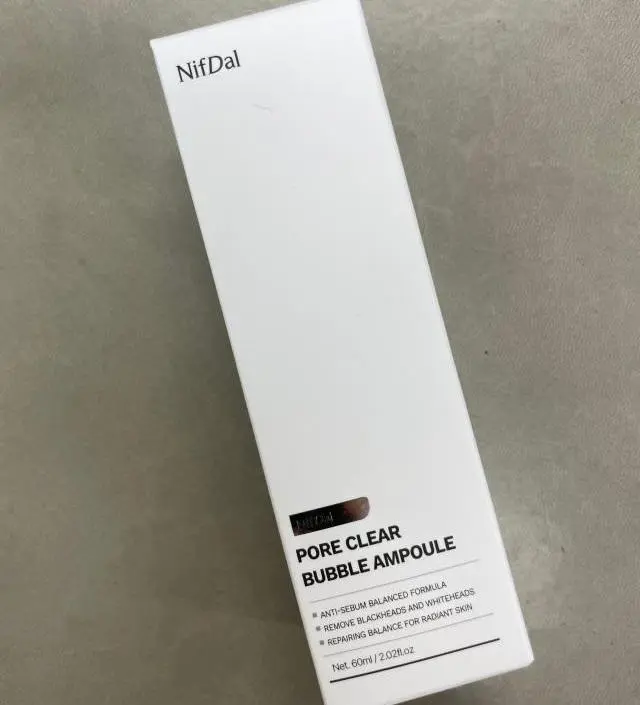 NifDal
NifDal
PORE CLEAR
BUBBLE AMPOULE
ANTI-SEBUM BALANCED FORMULA
REMOVE BLACKHEADS AND WHITEHEADS
REPAIRING BALANCE FOR RADIANT SKIN
Net. 60ml / 2.02fl.oz